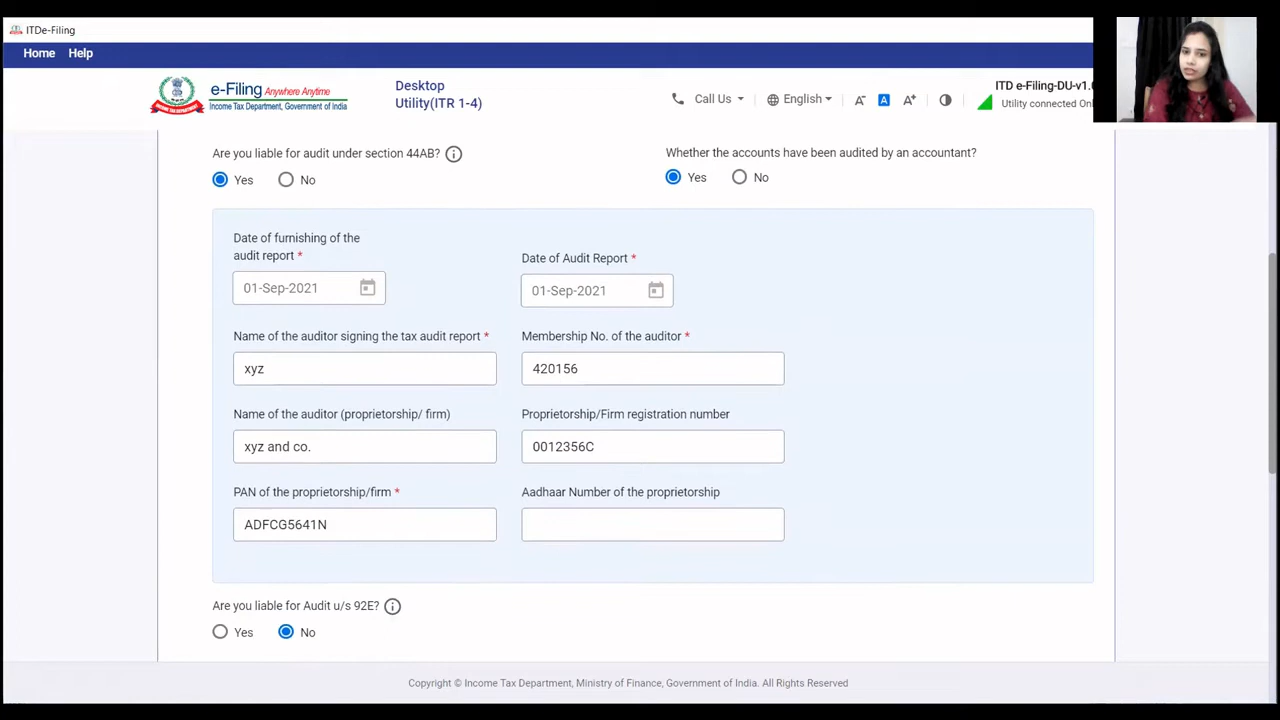 ITDe-Filing
Home Help
e-Filing Anywhere Anytime
Income Tax Department, Government of India
Desktop
Utility(ITR 1-4)
Call Us
English
A-
A
A+
ITD e-Filing-DU-v1.0
Utility connected Onl
Are you liable for audit under section 44AB?
Yes No
Whether the accounts have been audited by an accountant?
Yes No
Date of furnishing of the
audit report *
01-Sep-2021
Date of Audit Report *
01-Sep-2021
Name of the auditor signing the tax audit report *
xyz
Membership No. of the auditor *
420156
Name of the auditor (proprietorship/ firm)
xyz and co.
Proprietorship/Firm registration number
0012356C
PAN of the proprietorship/firm *
ADFCG5641N
Aadhaar Number of the proprietorship
Are you liable for Audit u/s 92E?
Yes No
Copyright © Income Tax Department, Ministry of Finance, Government of India. All Rights Reserved